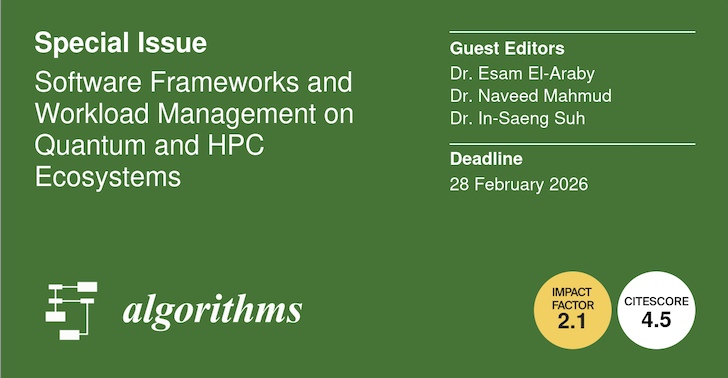 Special Issue
Software Frameworks and
Workload Management on
Quantum and HPC
Ecosystems
Guest Editors
Dr. Esam El-Araby
Dr. Naveed Mahmud
Dr. In-Saeng Suh
Deadline
28 February 2026
algorithms
IMPACT
FACTOR
2.1
CITESCORE
4.5